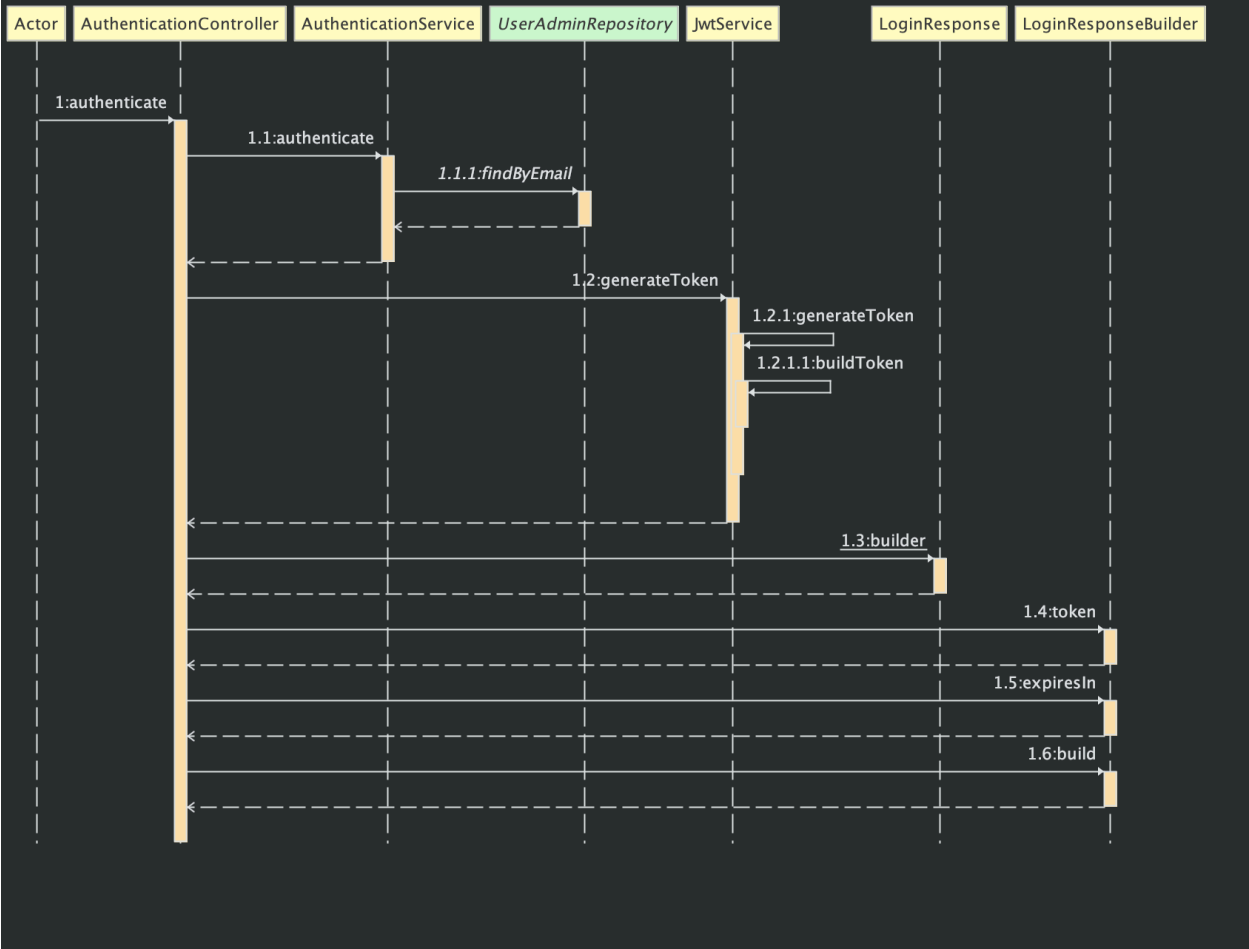 Actor AuthenticationController AuthenticationService UserAdminRepository JwtService LoginResponse LoginResponseBuilder
1:authenticate
1.1:authenticate
1.1.1:findByEmail
1.2:generateToken
1.2.1:generateToken
1.2.1.1:buildToken
1.3:builder
1.4:token
1.5:expiresIn
1.6:build